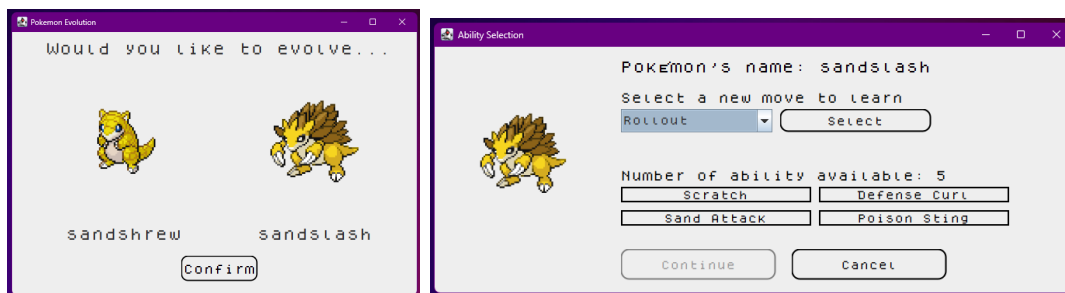 Pokemon Evolution
Would you like to evolve...
sandshrew sandslash
Confirm
Ability Selection
Pokémon's name: sandslash
Select a new move to learn
Rollout Select
Number of ability available: 5
Scratch Defense Curl
Sand Attack Poison Sting
Continue Cancel